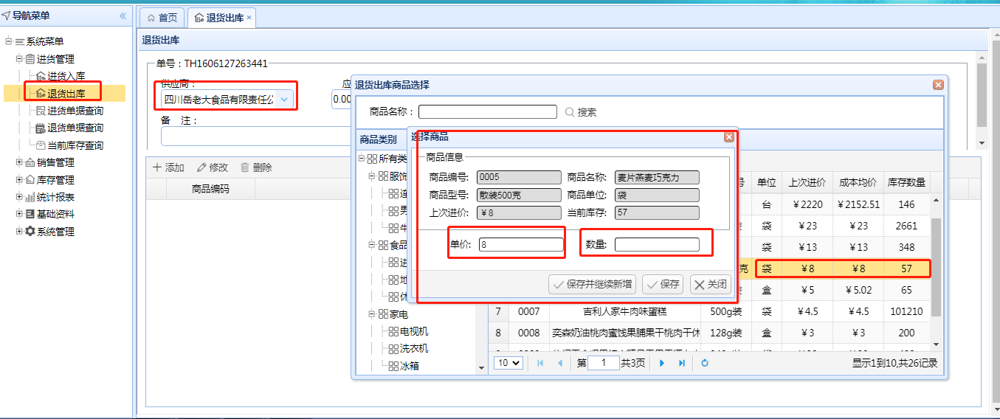 导航菜单
系统菜单
进货管理
进货入库
退货出库
进货单据查询
退货单据查询
当前库存查询
销售管理
库存管理
统计报表
基础资料
系统管理
首页
退货出库
退货出库
单号：TH1606127263441
供应商：
应
四川岳老大食品有限责任公
0.00
备 注：
添加 修改 删除
商品编码
退货出库商品选择
商品名称： 搜索
商品类别
所有类
服饰
男
牛
食品
进
休
家电
电视机
洗衣机
冰箱
选择商品
商品信息
商品编号: 0005 商品名称: 麦片燕麦巧克力
商品型号: 散装500克 商品单位: 袋
上次进价: ￥8 当前库存: 57
单价: 8 数量:
保存并继续新增 保存 关闭
号 单位 上次进价 成本均价 库存数量
台 ￥2220 ￥2152.51 146
袋 ￥23 ￥23 2661
袋 ￥13 ￥13 348
克 袋 ￥8 ￥8 57
盒 ￥5 ￥5.02 65
7 0007 吉利人家牛肉味蛋糕 500g装 袋 ￥4.5 ￥4.5 101210
8 0008 奕森奶油桃肉蜜饯果脯果干桃肉干休 128g装 盒 ￥3 ￥3 200
10 第 1 共3页 显示1到10,共26记录